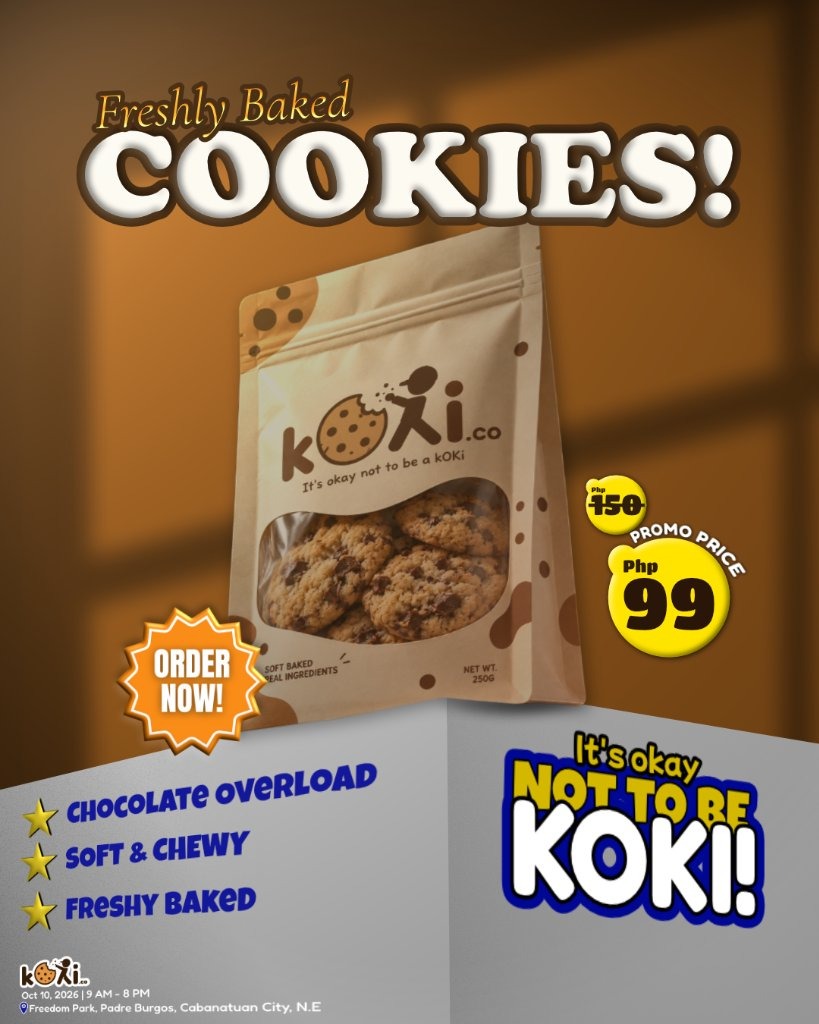 Freshly Baked
COOKIES!
kOKi.co
It's okay not to be a kOKi
SOFT BAKED
REAL INGREDIENTS
NET WT.
250G
Php
150
PROMO PRICE
Php
99
ORDER
NOW!
CHOCOLATE OVERLOAD
SOFT & CHEWY
FRESHY BAKED
It's okay
NOT TO BE
KOKI!
kOKi.co
Oct 10, 2026 | 9 AM - 8 PM
Freedom Park, Padre Burgos, Cabanatuan City, N.E